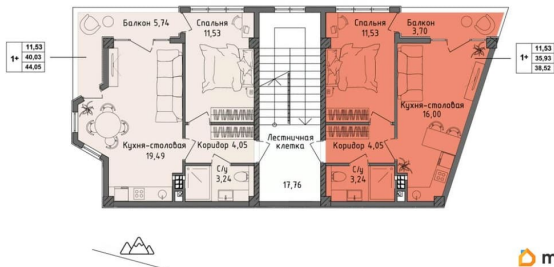 Балкон 5,74
Спальня
11,53
Спальня
11,53
Балкон
3,70
1+
11,53
40,03
44,05
1+
11,53
35,93
38,52
Кухня-столовая
16,00
Кухня-столовая
19,49
Коридор 4,05
Лестничная
клетка
Коридор 4,05
С/у
3,24
17,76
С/у
3,24
m